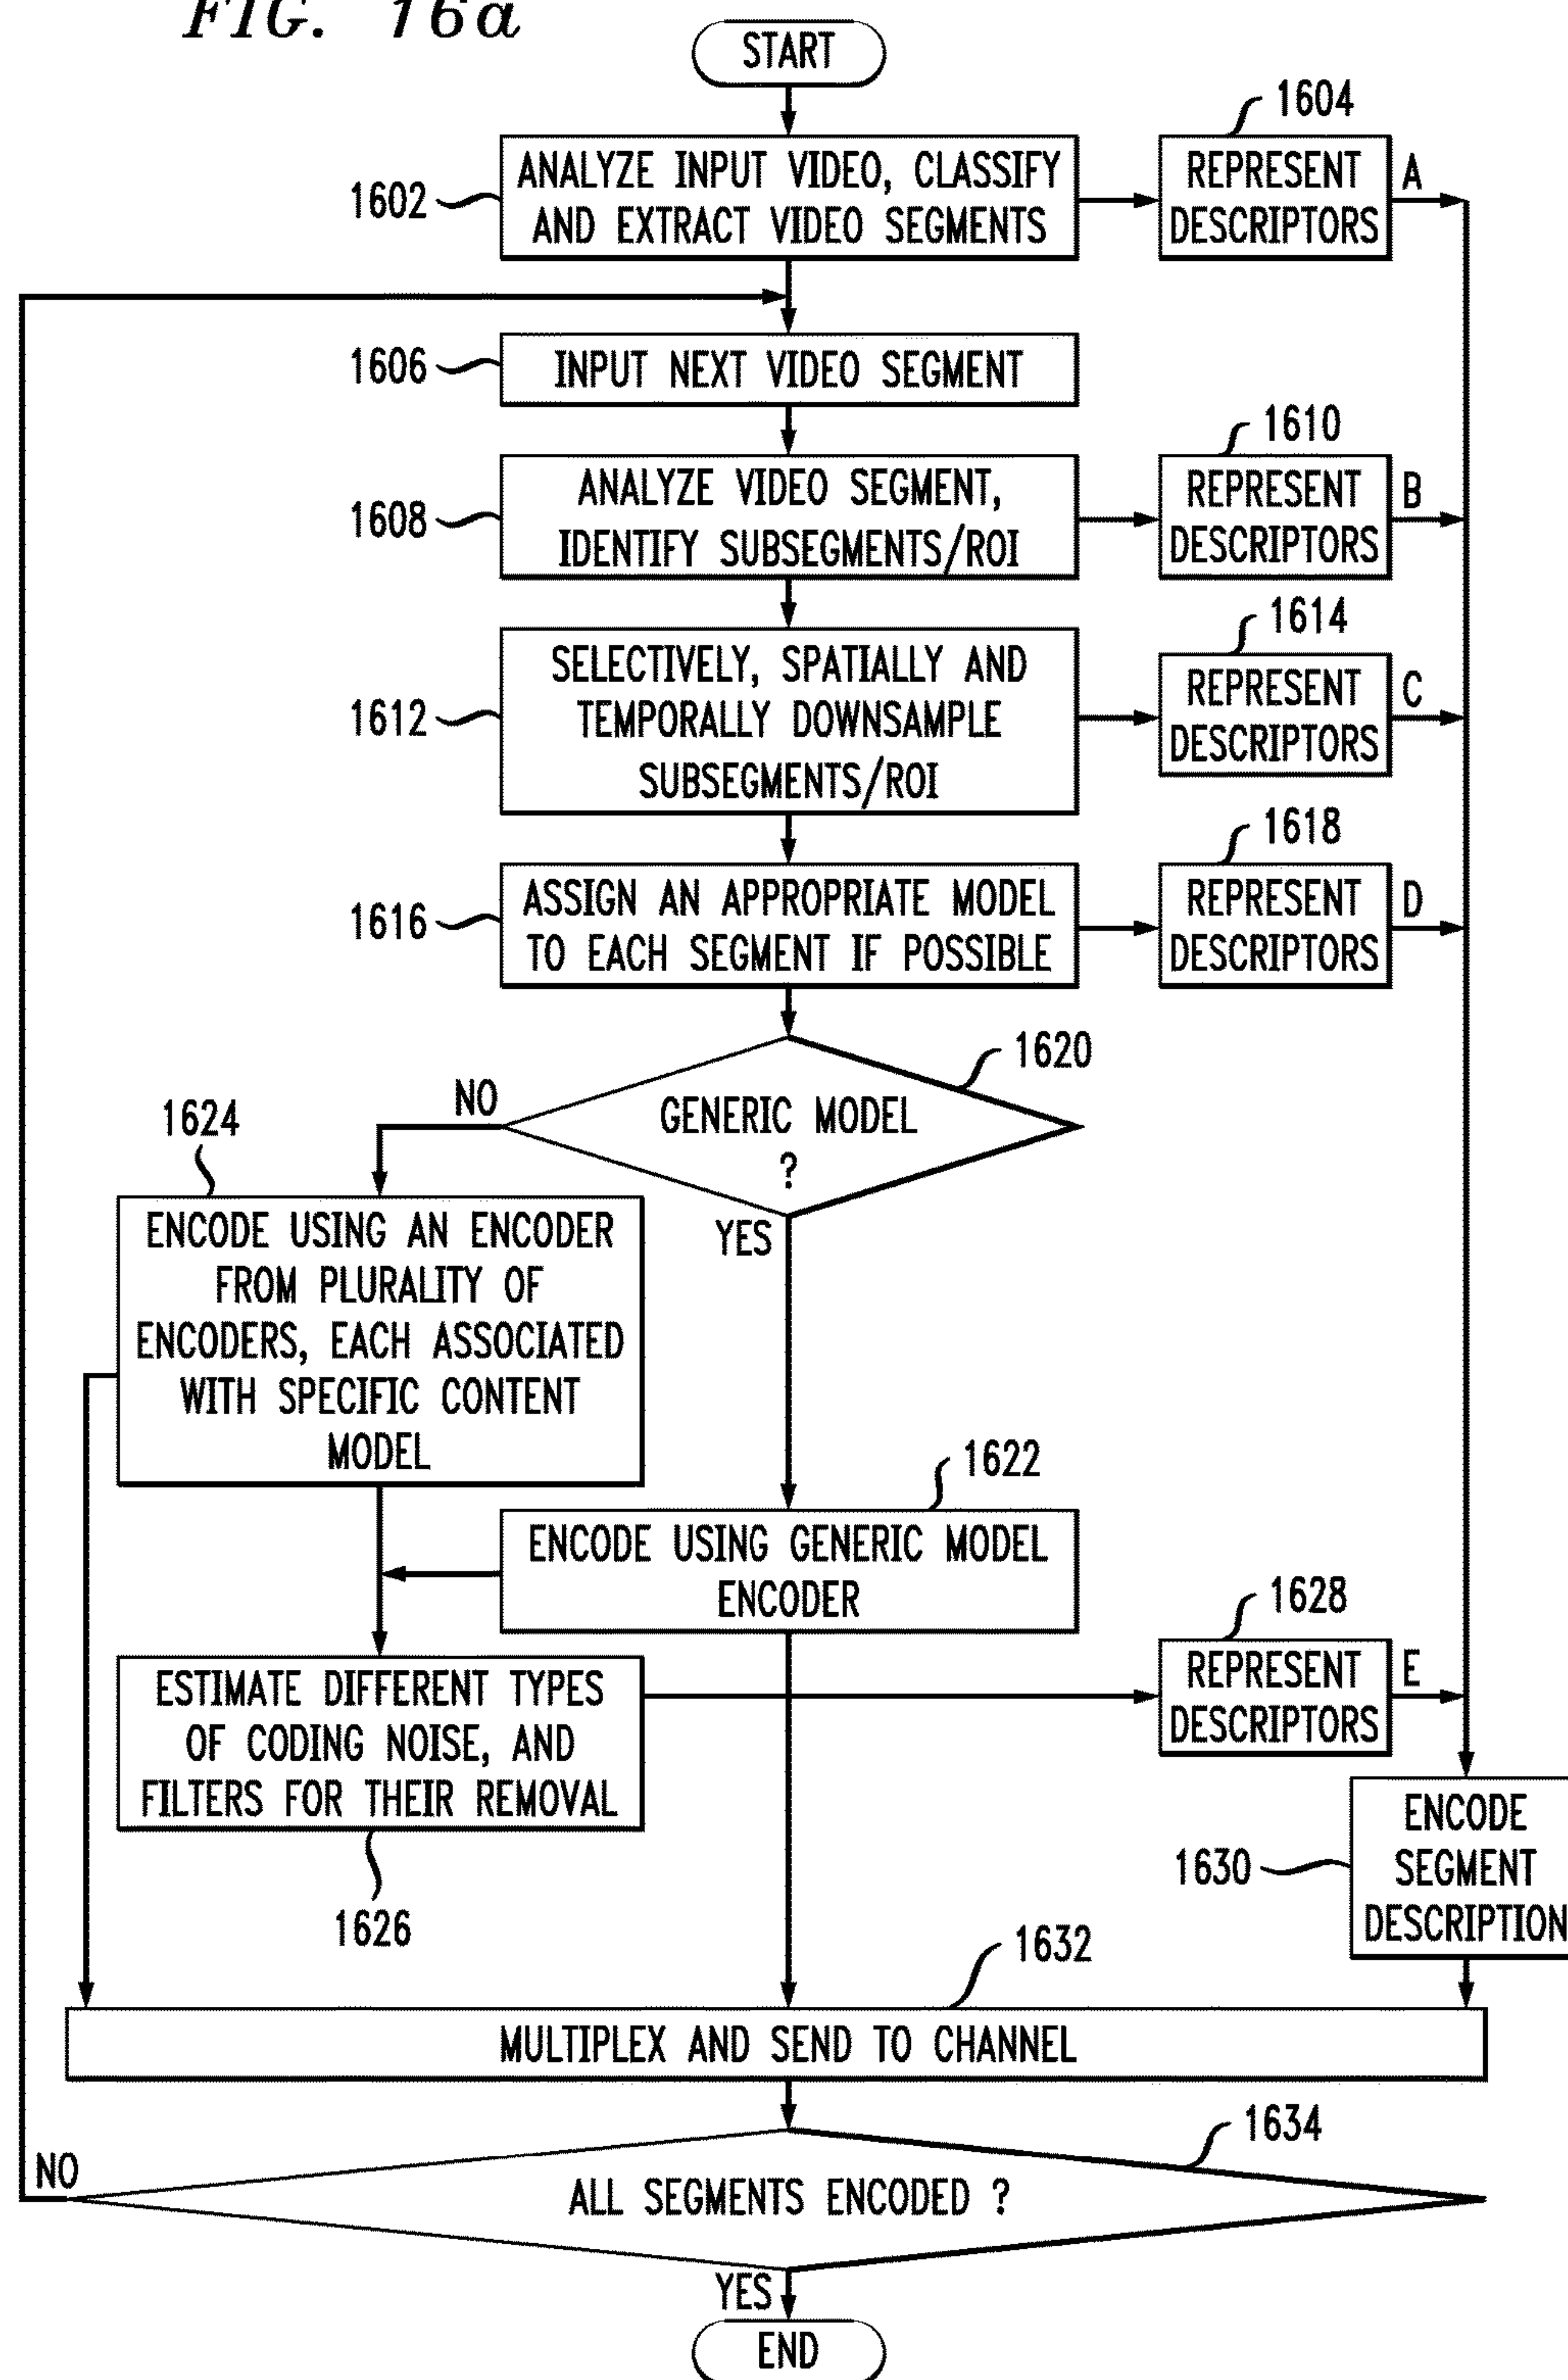 FIG. 16a
START
1604
ANALYZE INPUT VIDEO, CLASSIFY
AND EXTRACT VIDEO SEGMENTS
1602
REPRESENT
DESCRIPTORS
A
1606
INPUT NEXT VIDEO SEGMENT
1610
ANALYZE VIDEO SEGMENT,
IDENTIFY SUBSEGMENTS/ROI
1608
REPRESENT
DESCRIPTORS
B
1614
SELECTIVELY, SPATIALLY AND
TEMPORALLY DOWNSAMPLE
SUBSEGMENTS/ROI
1612
REPRESENT
DESCRIPTORS
C
1618
ASSIGN AN APPROPRIATE MODEL
TO EACH SEGMENT IF POSSIBLE
1616
REPRESENT
DESCRIPTORS
D
1620
GENERIC MODEL
?
NO
YES
1624
ENCODE USING AN ENCODER
FROM PLURALITY OF
ENCODERS, EACH ASSOCIATED
WITH SPECIFIC CONTENT
MODEL
1622
ENCODE USING GENERIC MODEL
ENCODER
1628
REPRESENT
DESCRIPTORS
E
ESTIMATE DIFFERENT TYPES
OF CODING NOISE, AND
FILTERS FOR THEIR REMOVAL
1626
ENCODE
SEGMENT
DESCRIPTION
1630
1632
MULTIPLEX AND SEND TO CHANNEL
1634
NO
ALL SEGMENTS ENCODED ?
YES
END